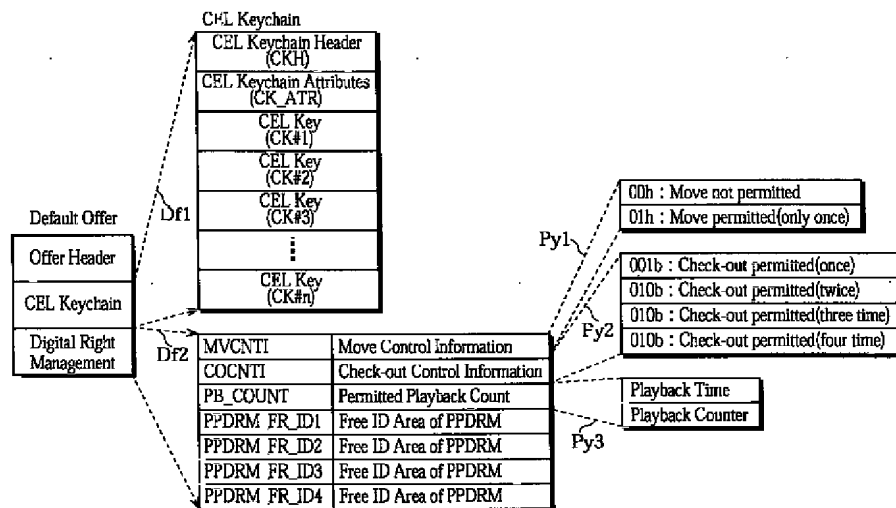 CEL Keychain
CEL Keychain Header
(CKH)
CEL Keychain Attributes
(CK_ATR)
CEL Key
(CK#1)
CEL Key
(CK#2)
CEL Key
(CK#3)
CEL Key
(CK#n)
Df1
Default Offer
Offer Header
CEL Keychain
Digital Right
Management
Df2
MVCNTI Move Control Information
COCNTI Check-out Control Information
PB_COUNT Permitted Playback Count
PPDRM_FR_ID1 Free ID Area of PPDRM
PPDRM_FR_ID2 Free ID Area of PPDRM
PPDRM_FR_ID3 Free ID Area of PPDRM
PPDRM_FR_ID4 Free ID Area of PPDRM
Py1
00h : Move not permitted
01h : Move permitted(only once)
Py2
001b : Check-out permitted(once)
010b : Check-out permitted(twice)
010b : Check-out permitted(three time)
010b : Check-out permitted(four time)
Py3
Playback Time
Playback Counter